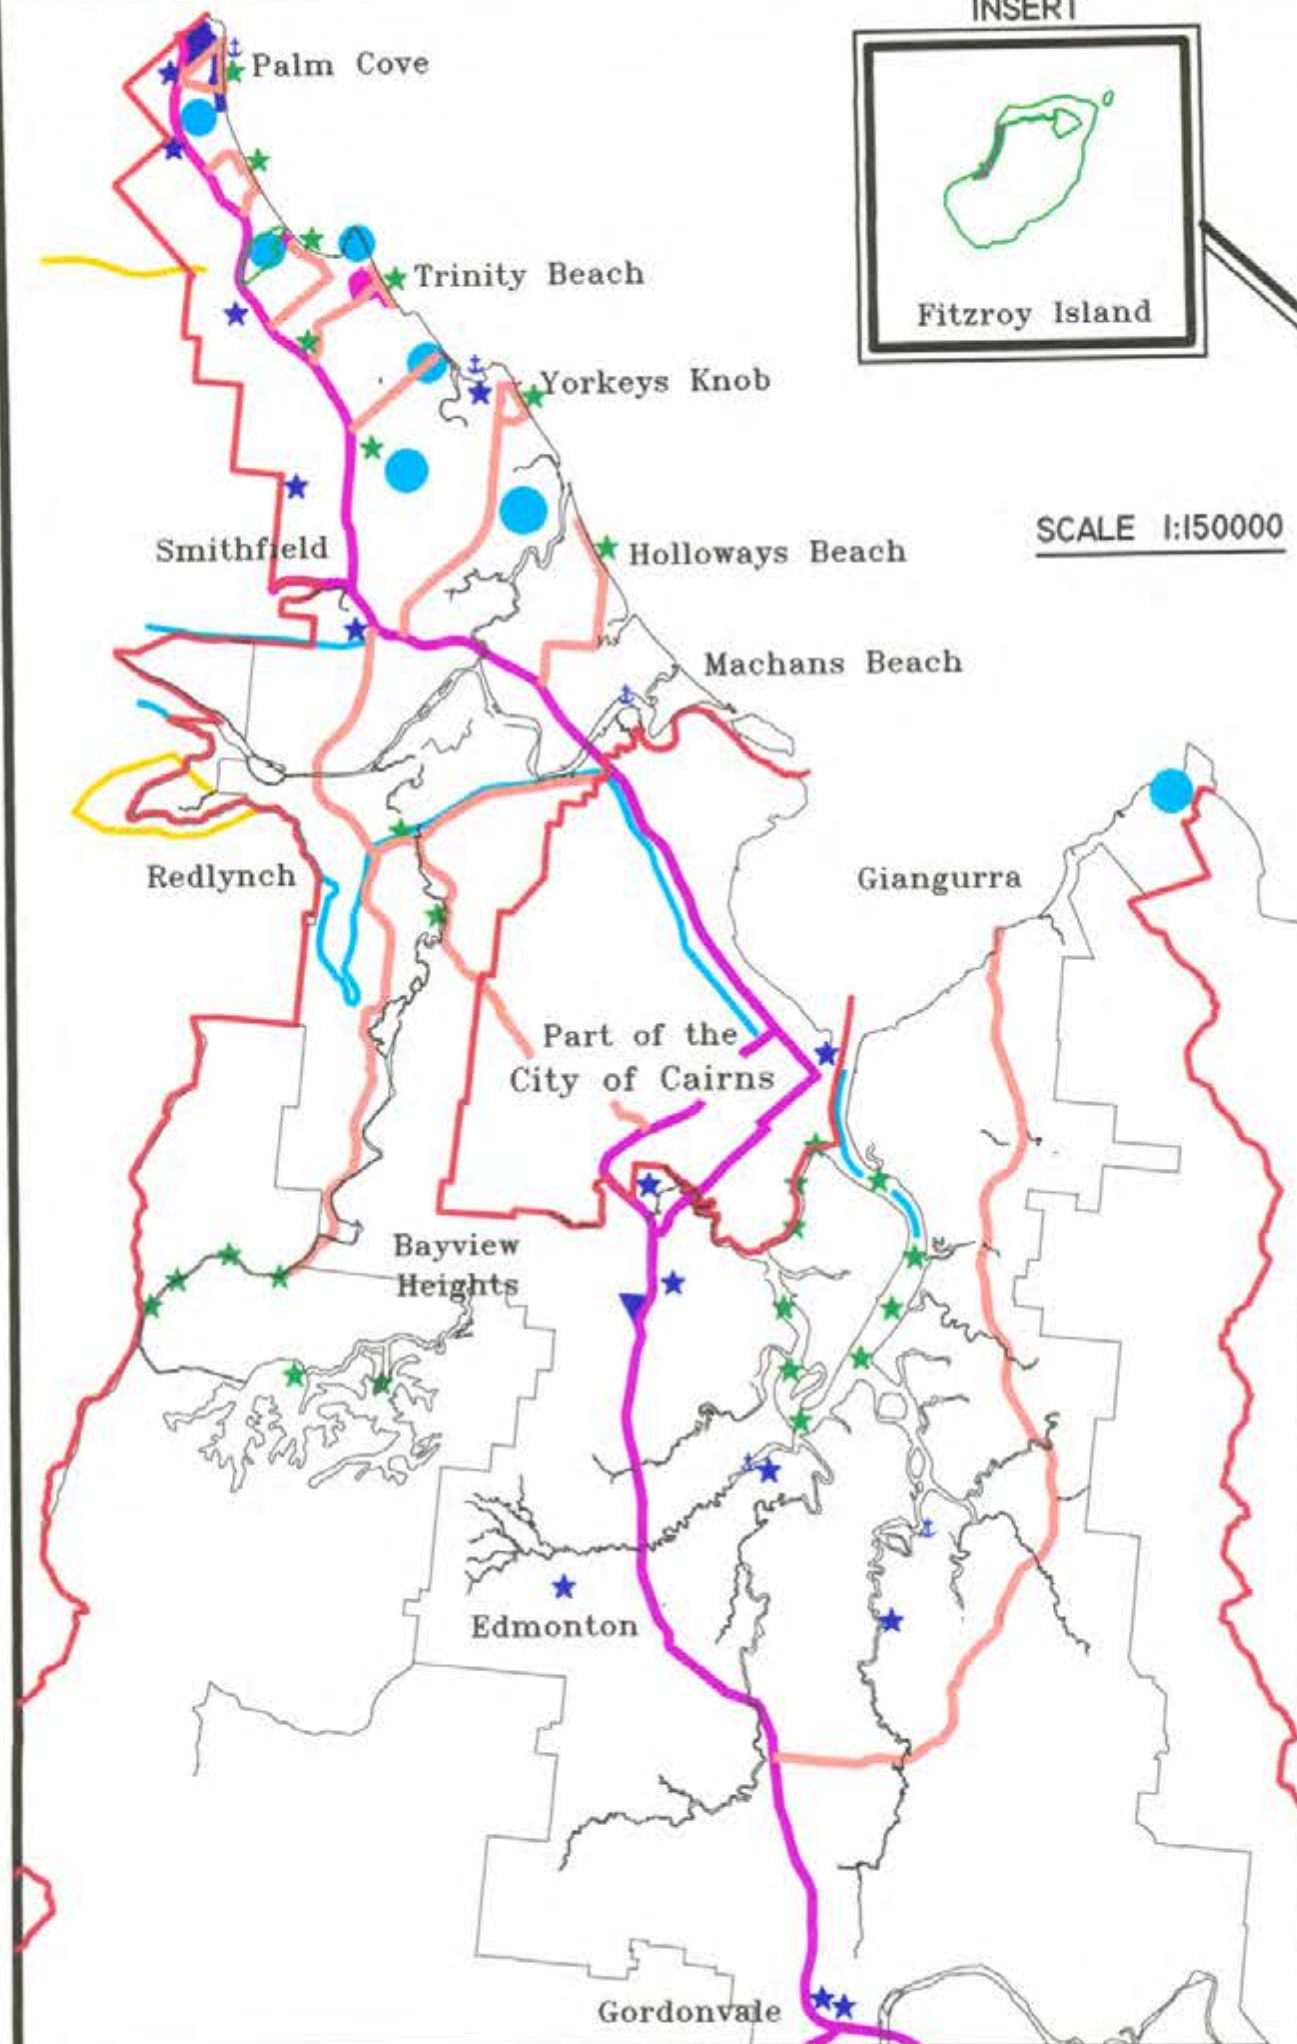 INSERT
Palm Cove
Trinity Beach
Fitzroy Island
Yorkeys Knob
SCALE 1:150000
Smithfield
Holloways Beach
Machans Beach
Redlynch
Giangurra
Part of the
City of Cairns
Bayview
Heights
Edmonton
Gordonvale